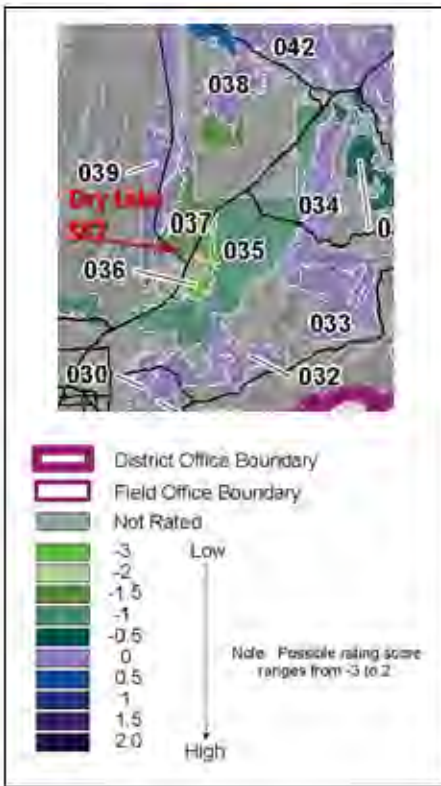 042
038
039
Dry Lake
SEZ
037
034
0
035
036
033
030
032
District Office Boundary
Field Office Boundary
Not Rated
-3
Low
-2
-1.5
-1
-0.5
0
Note: Possible rating score
ranges from -3 to 2
0.5
1
1.5
2.0
High